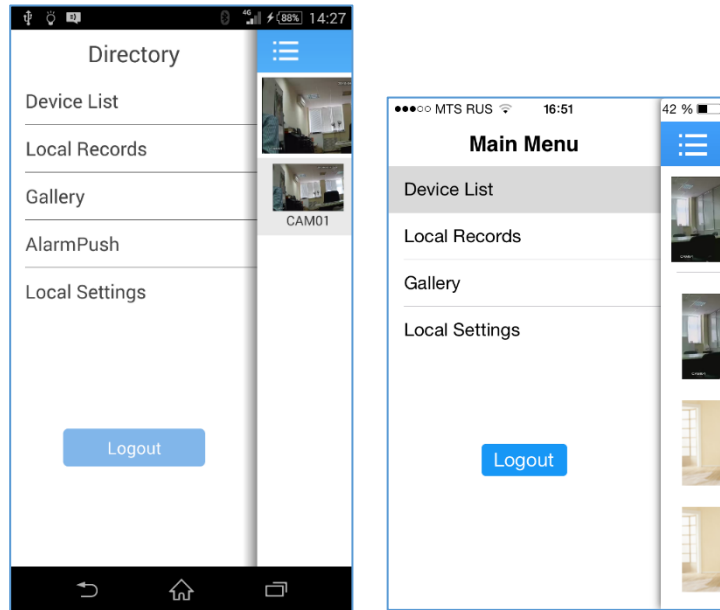 4G 88% 14:27
Directory
Device List
Local Records
Gallery
AlarmPush
Local Settings
Logout
CAM01
MTS RUS 16:51 42 %
Main Menu
Device List
Local Records
Gallery
Local Settings
Logout